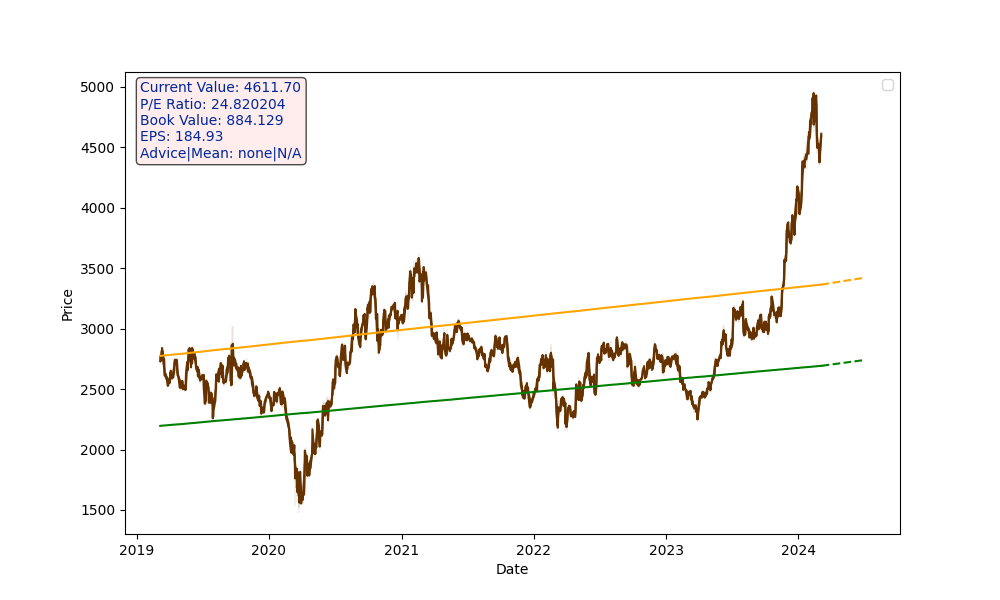 Current Value: 4611.70
P/E Ratio: 24.820204
Book Value: 884.129
EPS: 184.93
Advice|Mean: none|N/A
5000
4500
4000
3500
3000
2500
2000
1500
Price
2019 2020 2021 2022 2023 2024
Date